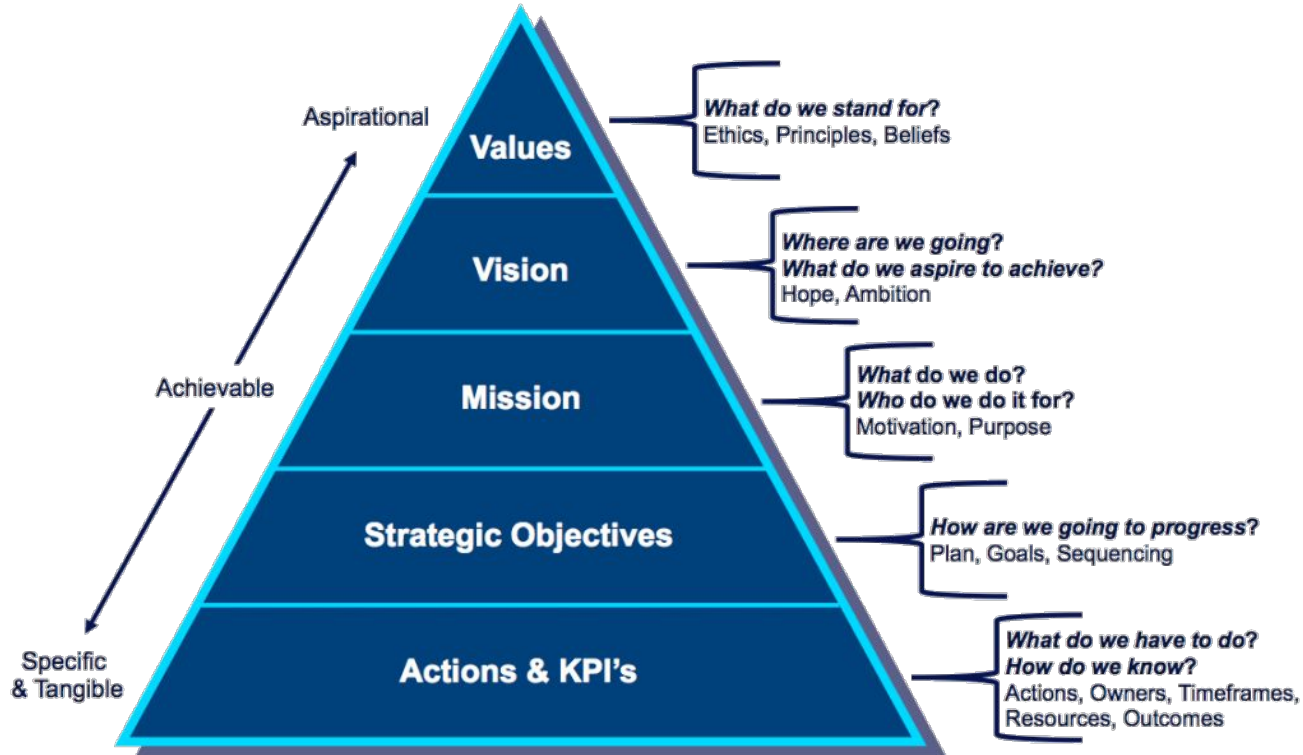 Aspirational
Values
What do we stand for?
Ethics, Principles, Beliefs
Vision
Where are we going?
What do we aspire to achieve?
Hope, Ambition
Achievable
Mission
What do we do?
Who do we do it for?
Motivation, Purpose
Strategic Objectives
How are we going to progress?
Plan, Goals, Sequencing
Specific
& Tangible
Actions & KPI's
What do we have to do?
How do we know?
Actions, Owners, Timeframes,
Resources, Outcomes